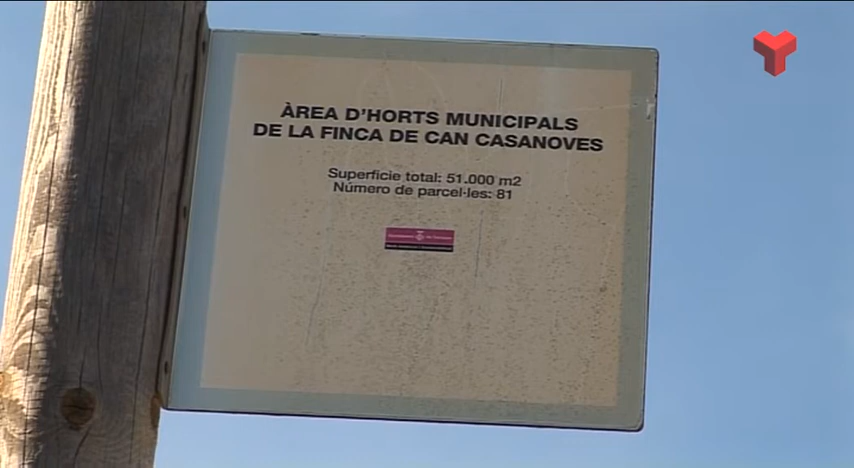 ÀREA D'HORTS MUNICIPALS
DE LA FINCA DE CAN CASANOVES
Superfície total: 51.000 m2
Número de parcel·les: 81